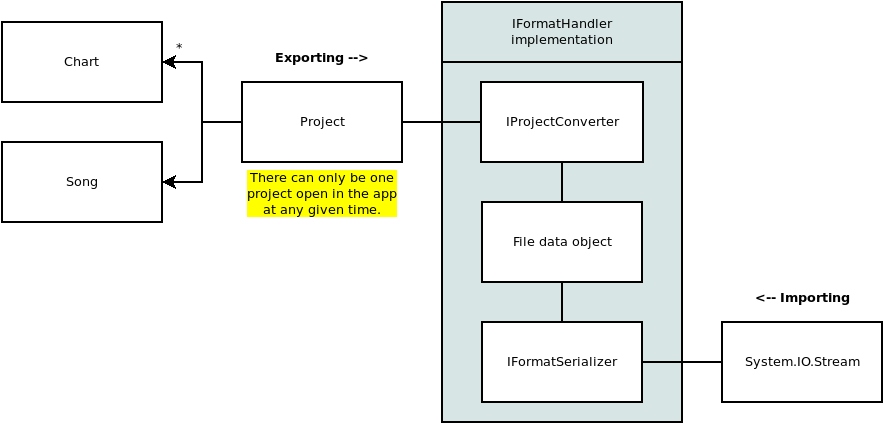 IFormatHandler
implementation
*
Exporting -->
Chart
Project
IProjectConverter
Song
There can only be one
project open in the app
at any given time.
File data object
<-- Importing
IFormatSerializer
System.IO.Stream